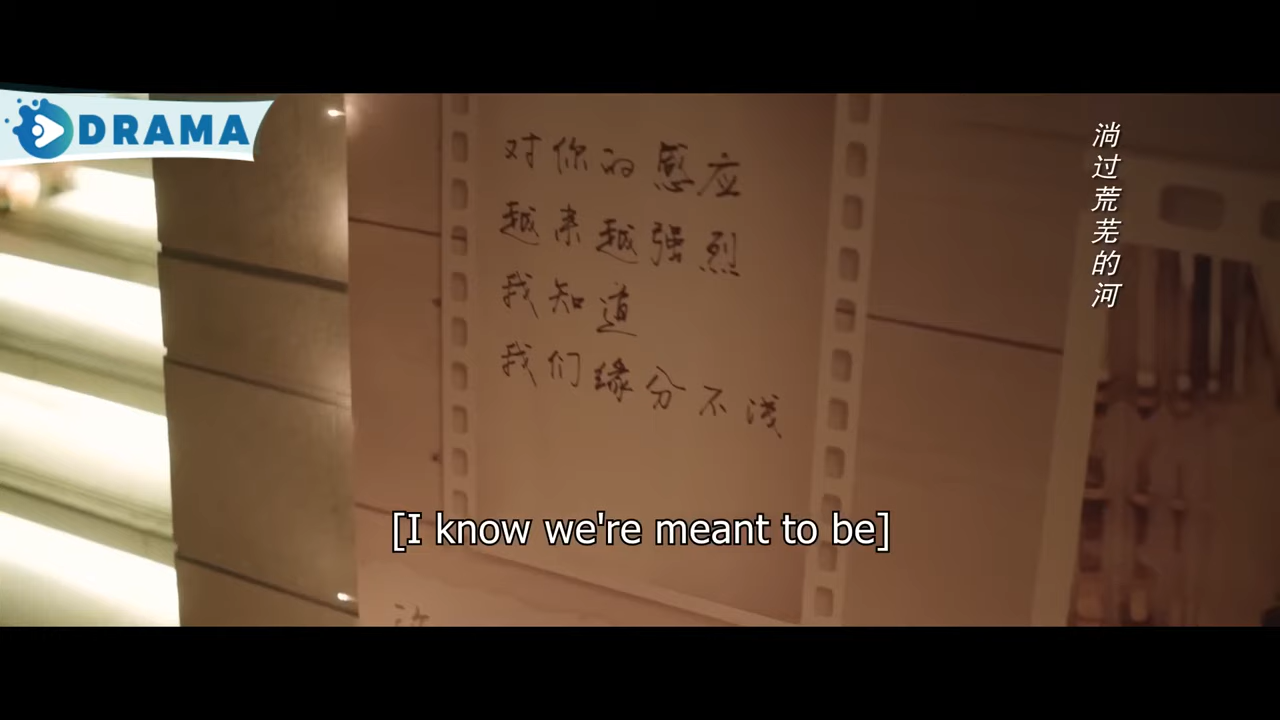 DRAMA
对你的感应
越来越强烈
我知道
我们缘分不浅
淌过荒芜的河
[I know we're meant to be]